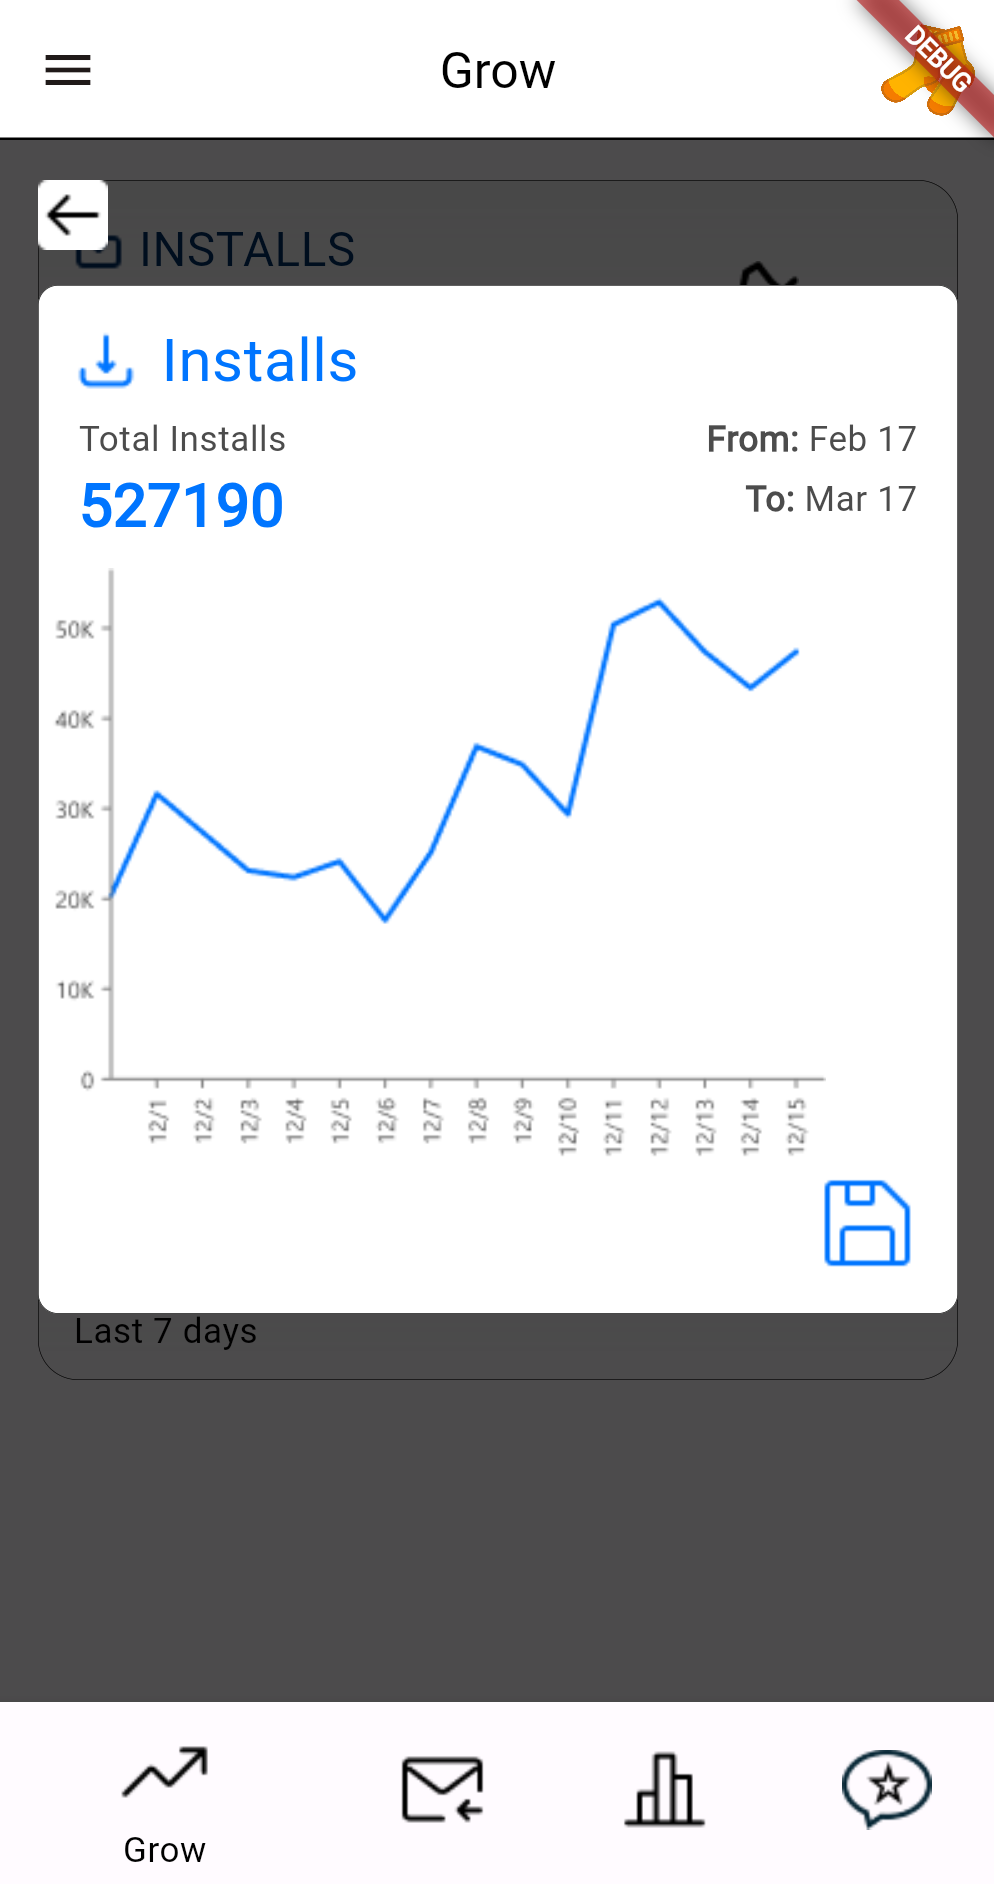 Grow
DEBUG
INSTALLS
Installs
Total Installs
From: Feb 17
527190
To: Mar 17
50K
40K
30K
20K
10K
0
12/1 12/2 12/3 12/4 12/5 12/6 12/7 12/8 12/9 12/10 12/11 12/12 12/13 12/14 12/15
Last 7 days
Grow